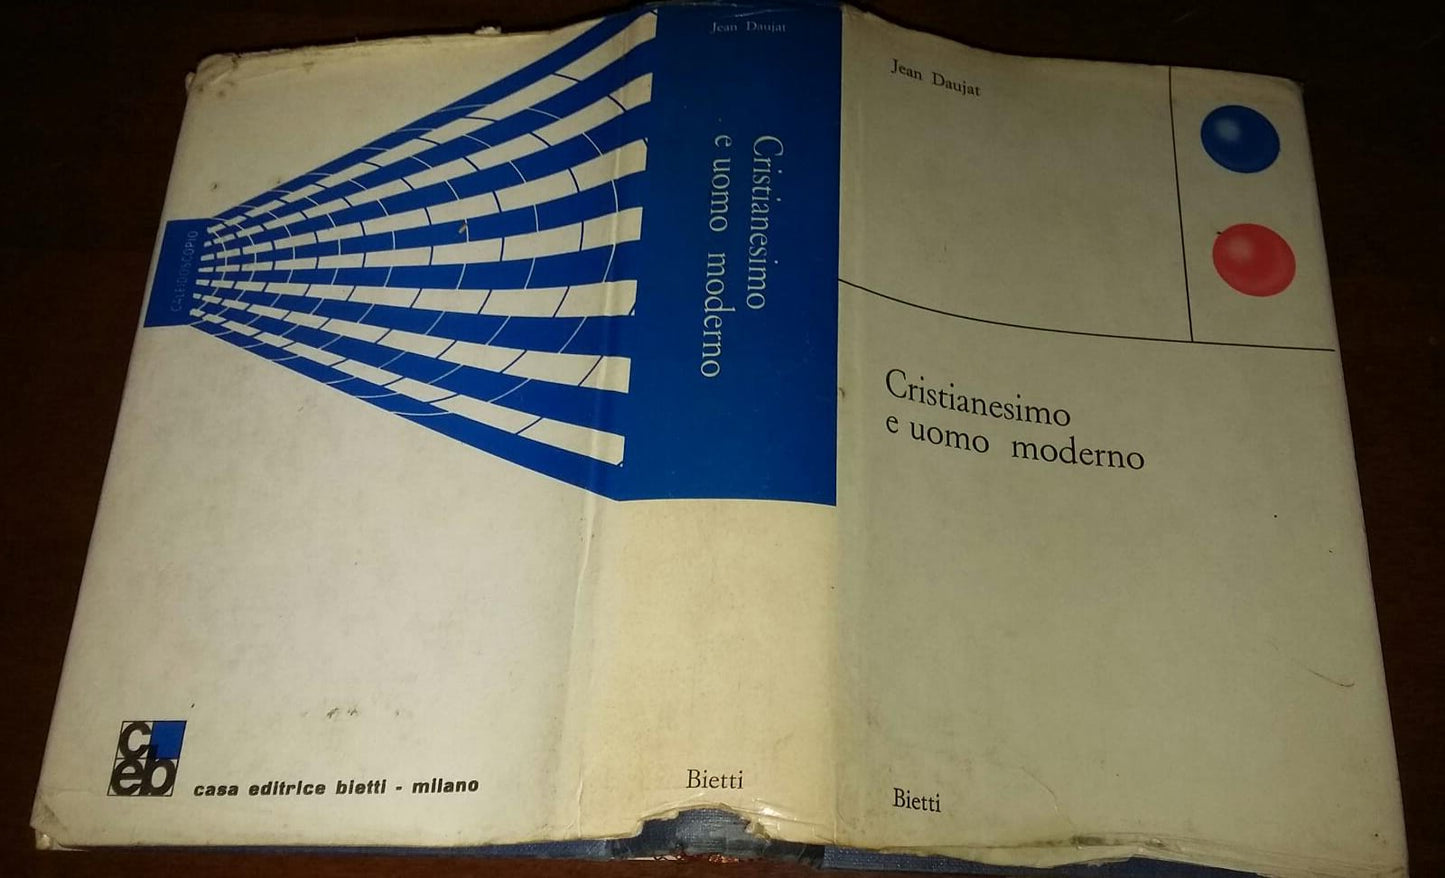 CALEIDOSCOPIO
ceb
casa editrice bietti - milano
Jean Daujat
Cristianesimo
e uomo moderno
Bietti
Jean Daujat
Cristianesimo
e uomo moderno
Bietti